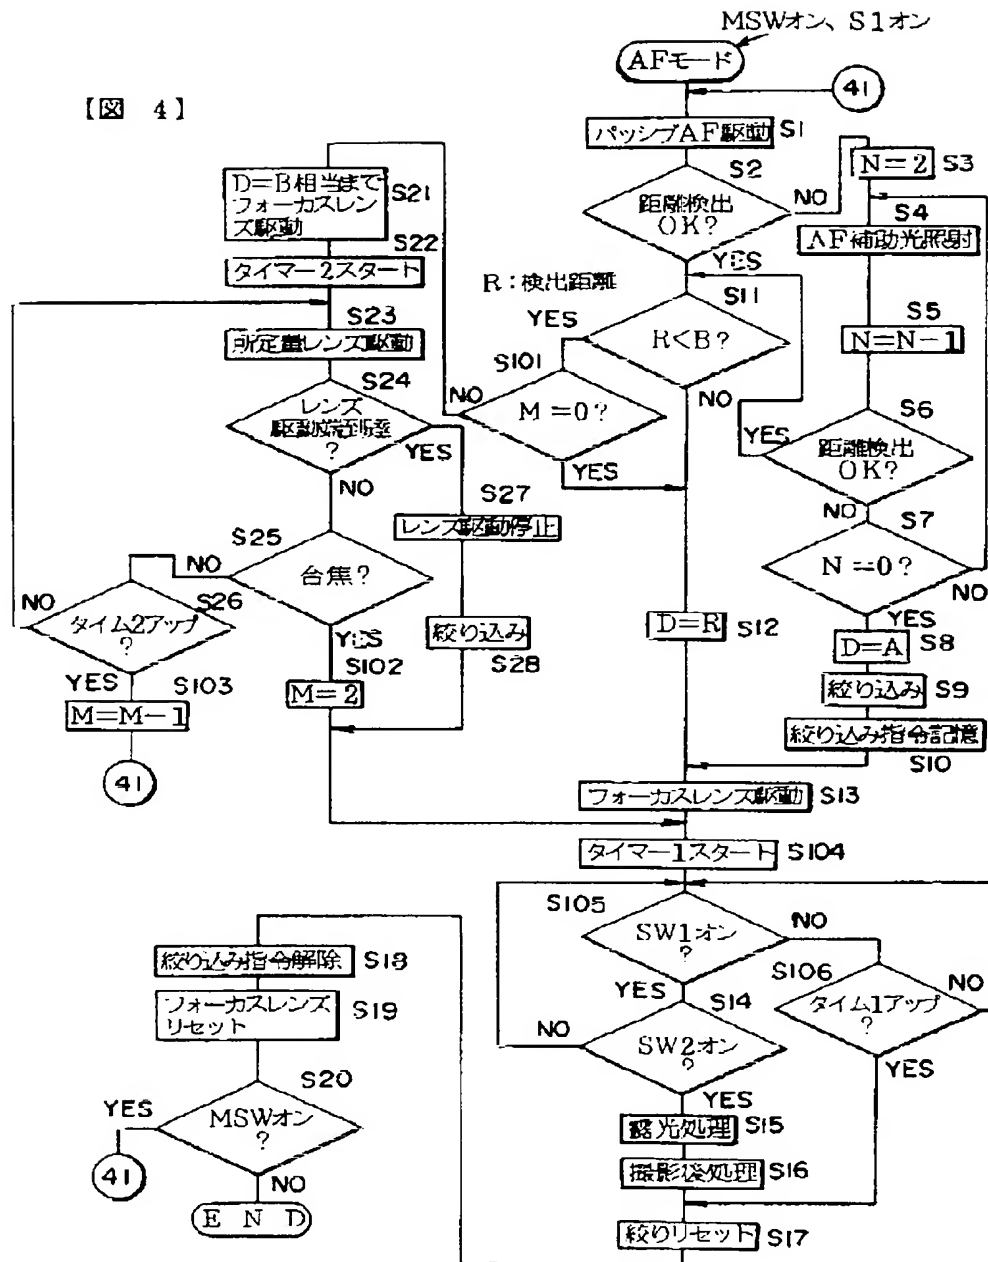 MSWオン、S1オン
AFモード
41
【図 4】
パッシブAF駆動
S1
S2
距離検出
OK?
NO
YES
N=2
S3
S4
AF補助光照射
S5
N=N-1
S6
距離検出
OK?
YES
NO
S7
N=0?
NO
YES
D=A
S8
絞り込み
S9
絞り込み指令記憶
S10
R:検出距離
S11
R<B?
YES
NO
S101
M=0?
NO
YES
D=R
S12
D=B相当まで
フォーカスレン
ズ駆動
S21
S22
タイマー2スタート
S23
所定量レンズ駆動
S24
レンズ
駆動端到達
?
YES
NO
S27
レンズ駆動停止
絞り込み
S28
S25
合焦?
NO
YES
S26
タイム2アップ
?
NO
YES
S102
M=2
S103
M=M-1
41
フォーカスレンズ駆動
S13
タイマー1スタート
S104
S105
SW1オン
?
NO
YES
S106
タイム1アップ
?
NO
YES
S14
SW2オン
?
NO
YES
露光処理
S15
撮影後処理
S16
絞りリセット
S17
絞り込み指令解除
S18
フォーカスレンズ
リセット
S19
S20
MSWオン
?
YES
NO
41
END